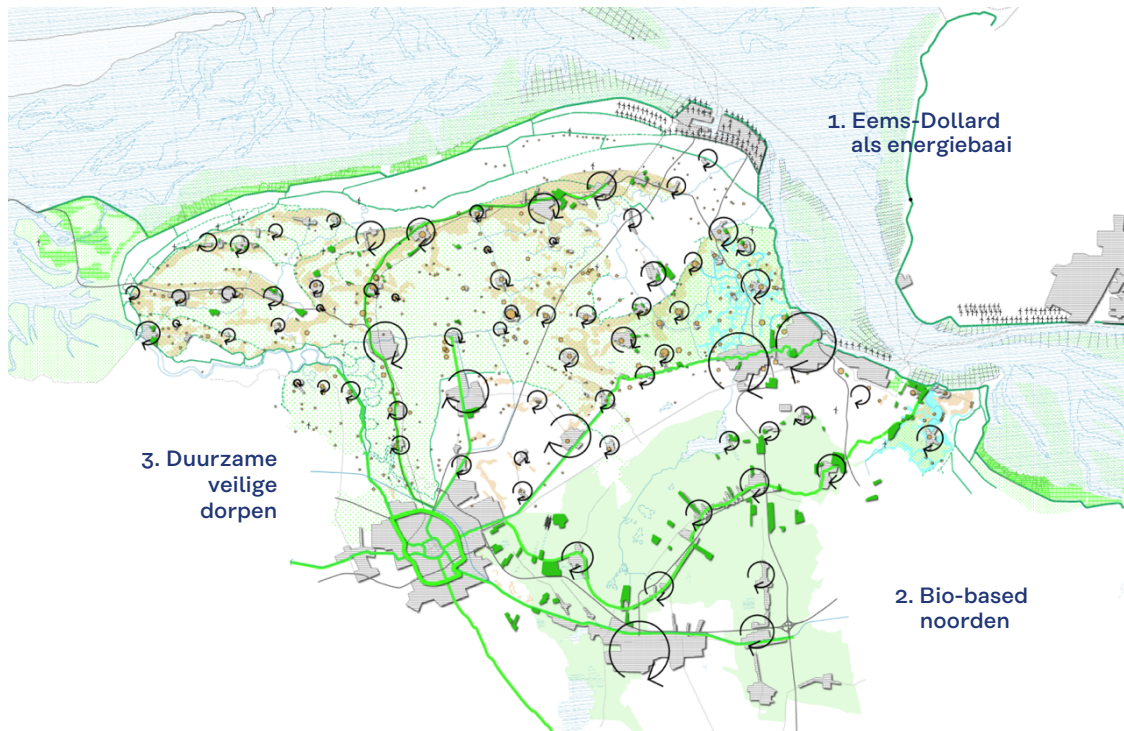 1. Eems-Dollard
als energiebaai
3. Duurzame
veilige
dorpen
2. Bio-based
noorden